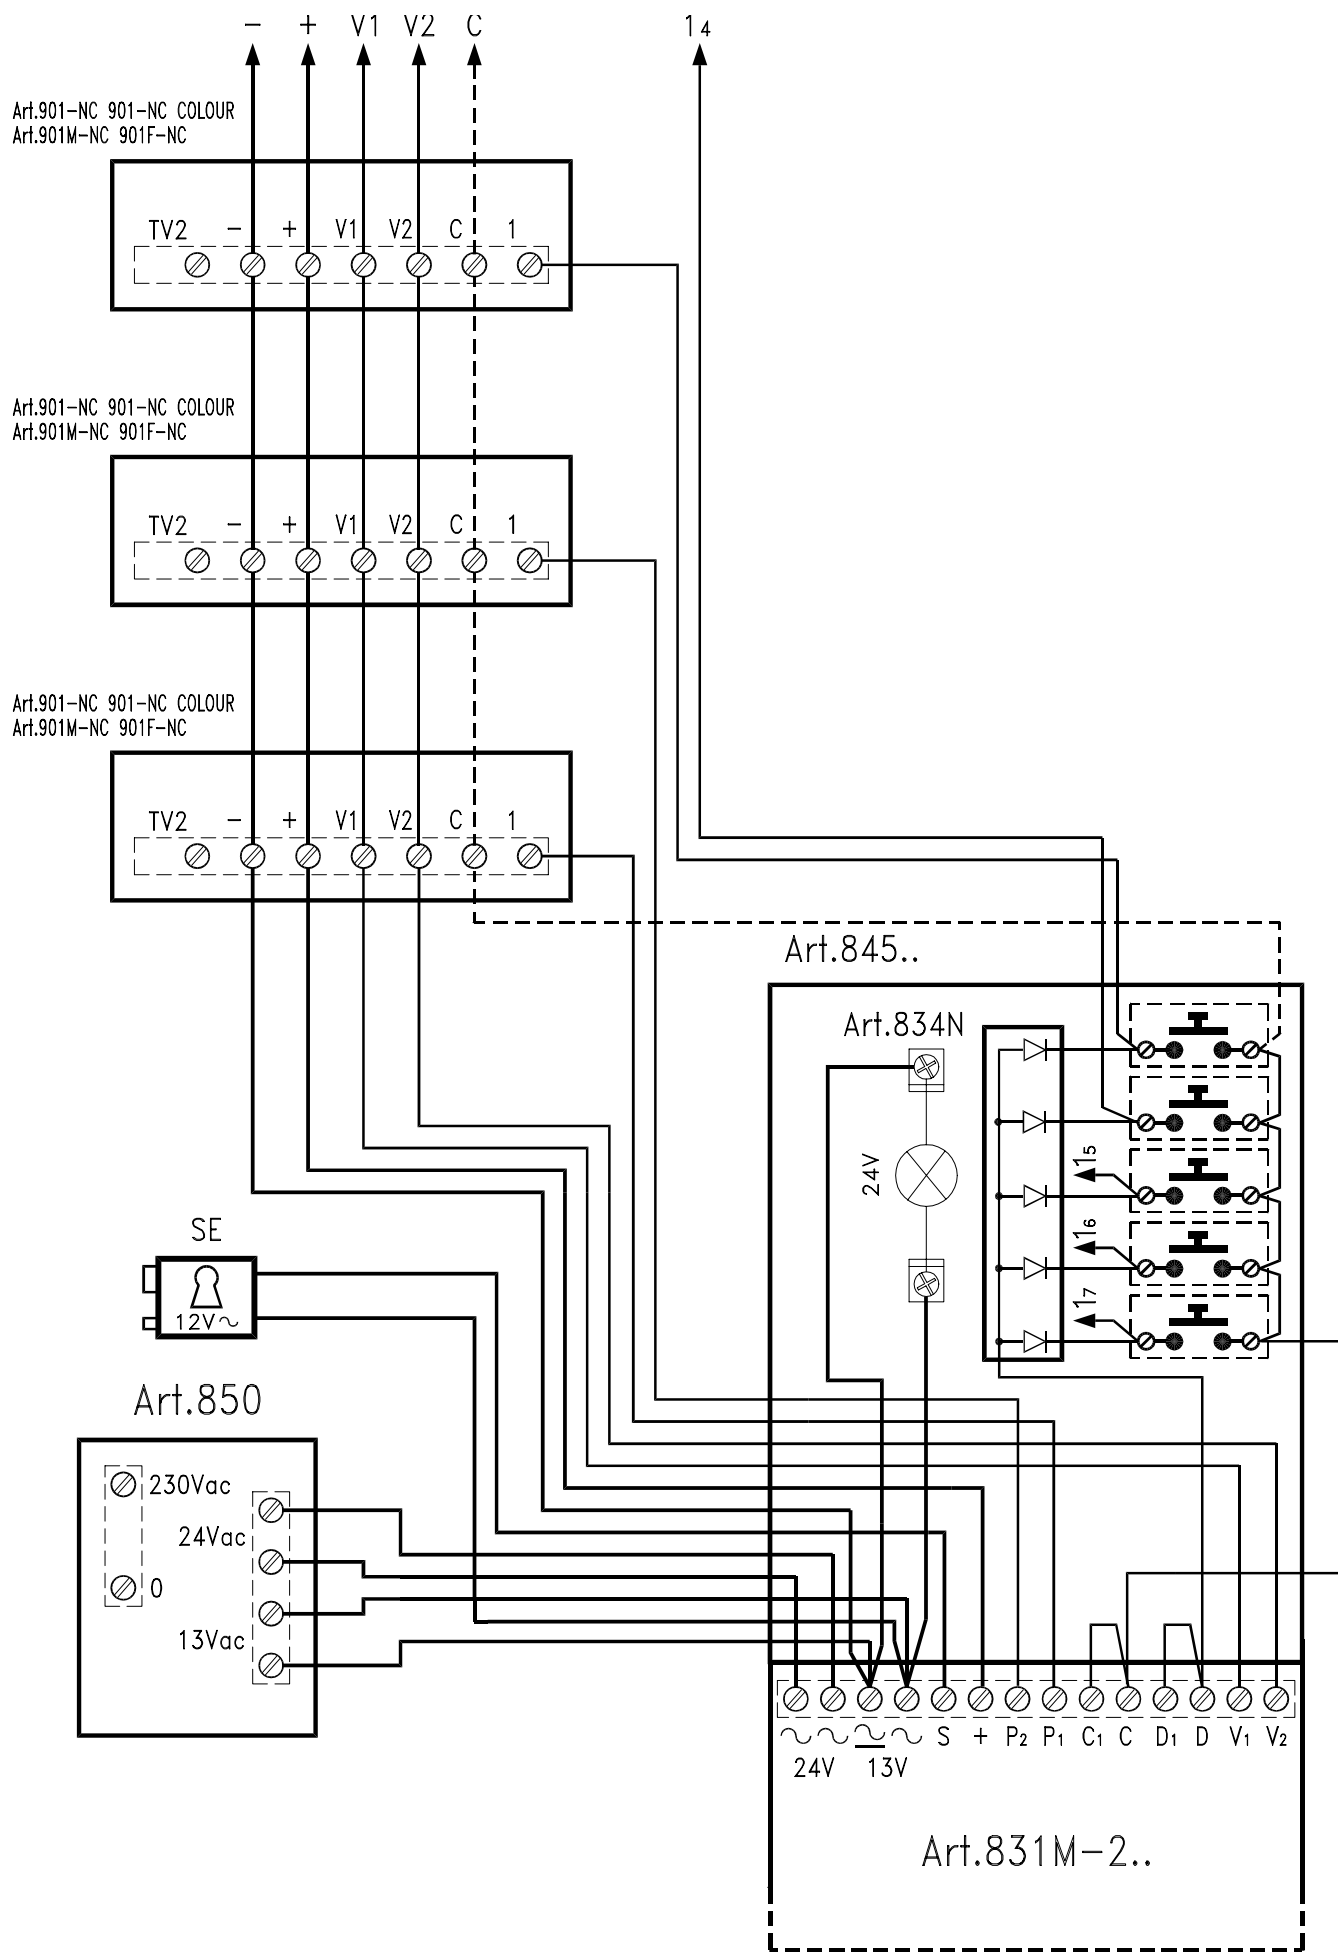 − + V1 V2 C 14
Art.901-NC 901-NC COLOUR
Art.901M-NC 901F-NC
TV2 − + V1 V2 C 1
Art.901-NC 901-NC COLOUR
Art.901M-NC 901F-NC
TV2 − + V1 V2 C 1
Art.901-NC 901-NC COLOUR
Art.901M-NC 901F-NC
TV2 − + V1 V2 C 1
Art.845..
Art.834N
24V
15
16
17
SE
12V~
Art.850
230Vac
24Vac
0
13Vac
~ ~ ~ ~ S + P2 P1 C1 C D1 D V1 V2
24V 13V
Art.831M-2..